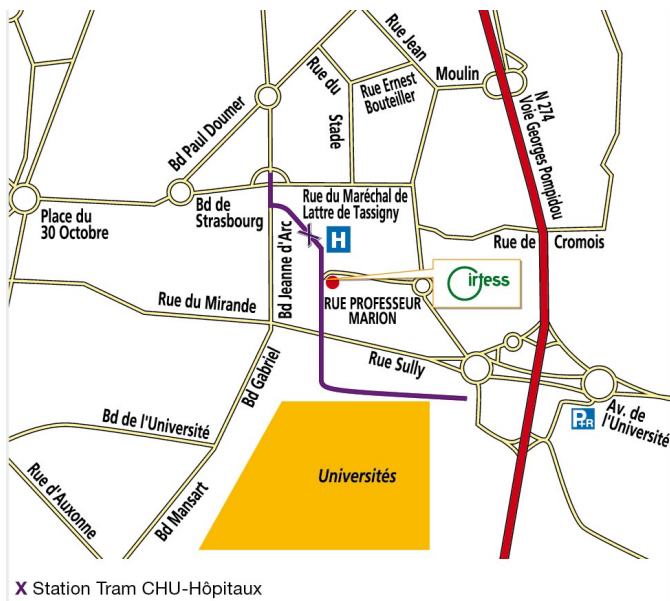 Rue Jean
Moulin
Rue du
Stade
Rue Ernest
Bouteiller
N 274
Voie Georges Pompidou
Bd Paul Doumer
Place du
30 Octobre
Bd de
Strasbourg
Rue du Maréchal de
Lattre de Tassigny
H
Bd Jeanne d'Arc
Rue de Cromois
irtess
RUE PROFESSEUR
MARION
Rue du Mirande
Rue Sully
Bd Gabriel
Bd de l'Université
P+R
Av. de
l'Université
Universités
Rue d'Auxonne
Bd Mansart
X Station Tram CHU-Hôpitaux